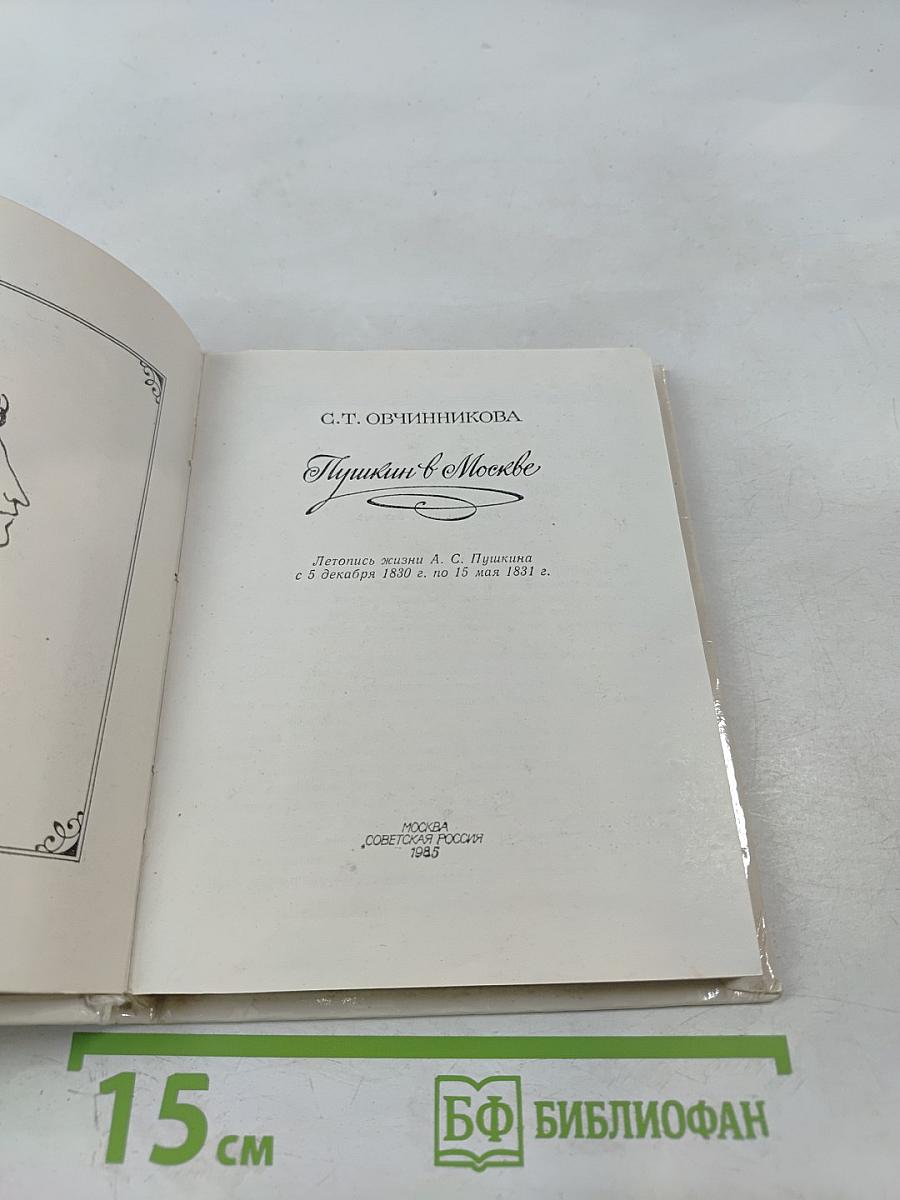 С.Т. ОВЧИННИКОВА
Пушкин в Москве
Летопись жизни А. С. Пушкина
с 5 декабря 1830 г. по 15 мая 1831 г.
МОСКВА
СОВЕТСКАЯ РОССИЯ
1985
15 см
БФ БИБЛИОФАН